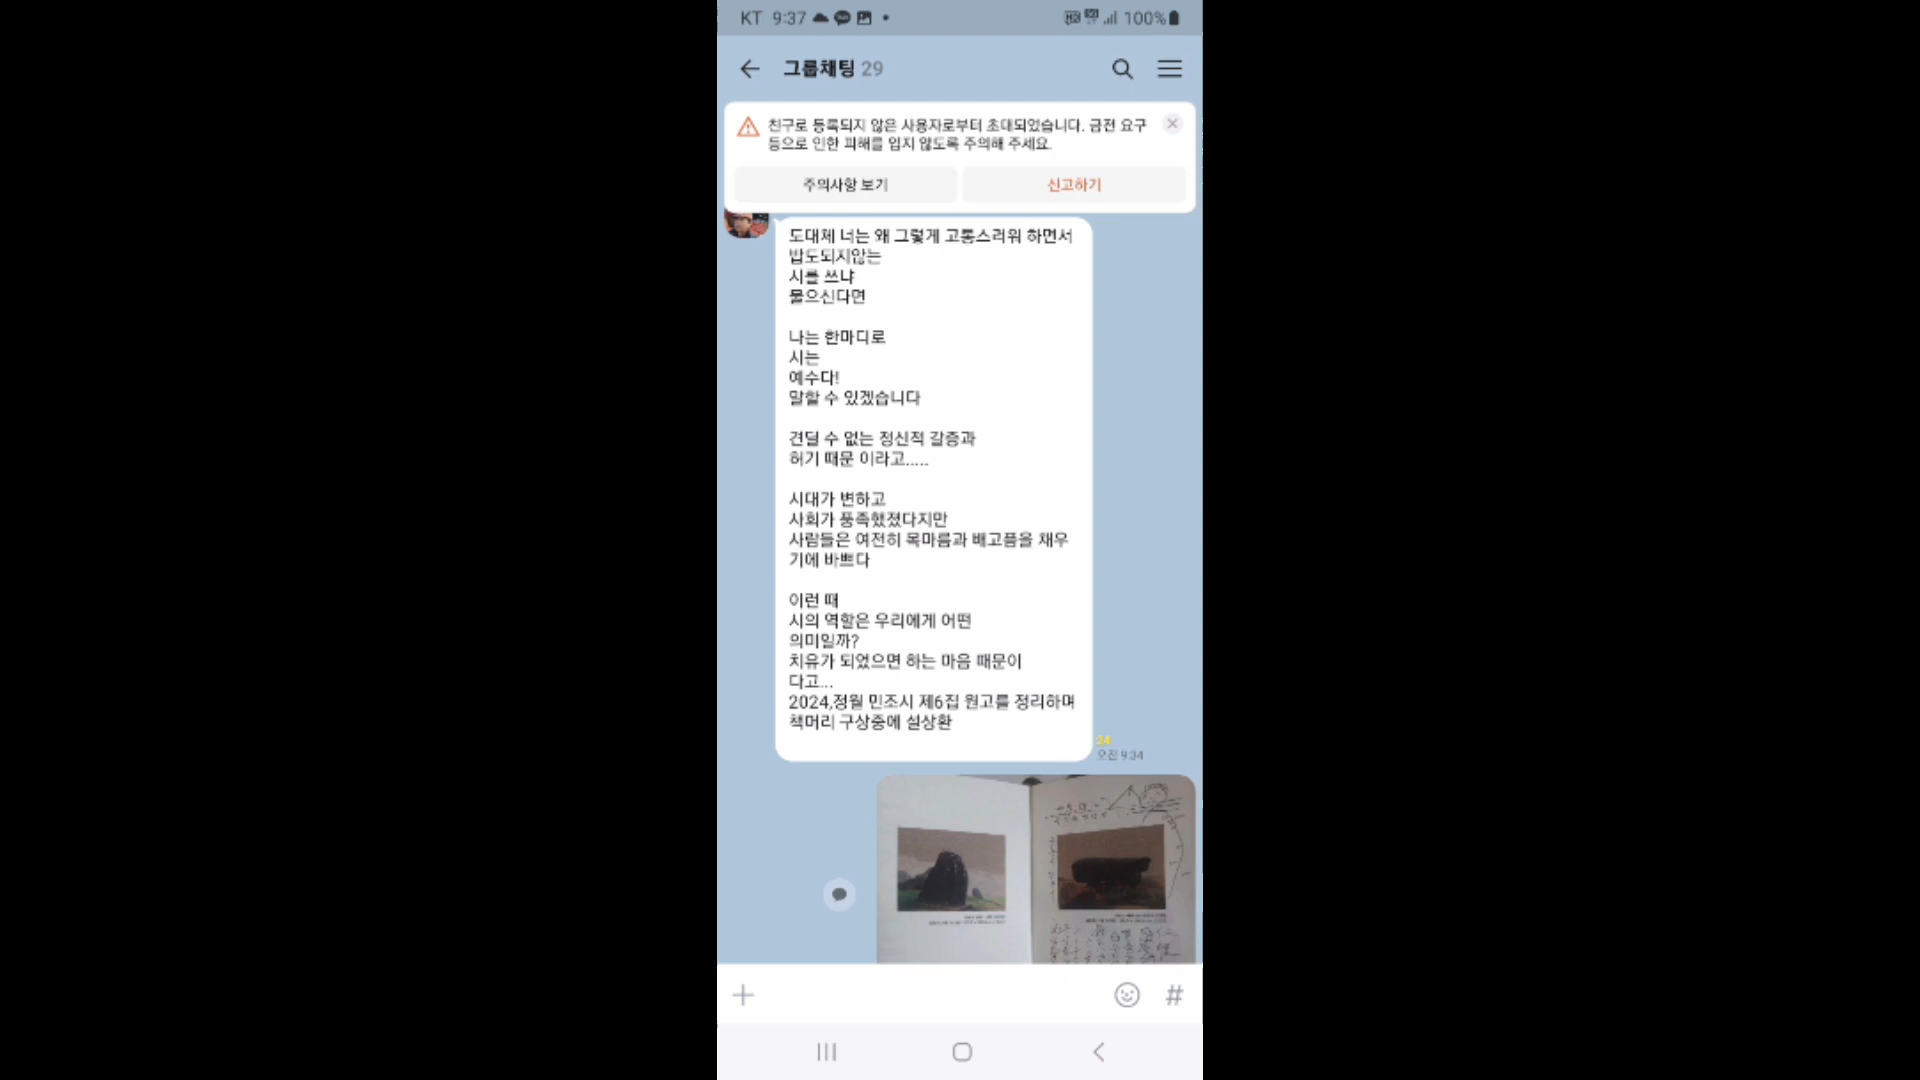 KT 9:37
100%
그룹채팅 29
친구로 등록되지 않은 사용자로부터 초대되었습니다. 금전 요구
등으로 인한 피해를 입지 않도록 주의해 주세요.
주의사항 보기
신고하기
도대체 너는 왜 그렇게 고통스러워 하면서
밥도되지않는
시를 쓰냐
물으신다면
나는 한마디로
시는
예수다!
말할 수 있겠습니다
견딜 수 없는 정신적 갈증과
허기 때문 이라고.....
시대가 변하고
사회가 풍족했졌다지만
사람들은 여전히 목마름과 배고픔을 채우
기에 바쁘다
이런 때
시의 역할은 우리에게 어떤
의미일까?
치유가 되었으면 하는 마음 때문이
다고...
2024,정월 민조시 제6집 원고를 정리하며
책머리 구상중에 설상환
24
오전 9:34
#